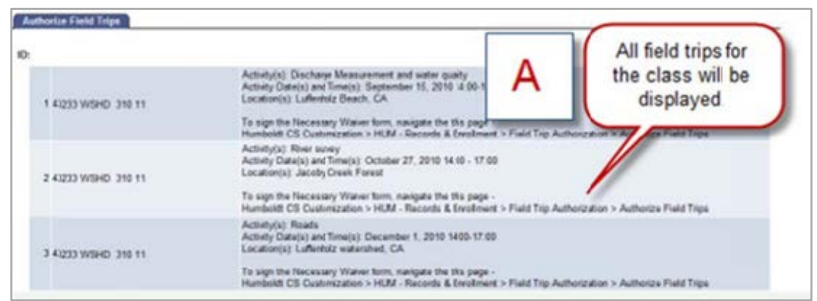 Authorize Field Trips
ID:
A
All field trips for
the class will be
displayed.
Activity(s): Discharge Measurement and water quaity
Activity Date(s) and Time(s): September 15, 2010 14:00-1
1 43233 WSHD 310 11
Location(s): Luffenholz Beach, CA
To sign the Necessary Waiver form, navigate the this page -
Humboldt CS Customization > HUM - Records & Enrollment > Field Trip Authorization > Authorize Field Trips
Activity(s): River suvey
Activity Date(s) and Time(s): October 27, 2010 14:00 - 17:00
2 43233 WSHD 310 11
Location(s): Jacoby Creek Forest
To sign the Necessary Waiver form, navigate the this page -
Humboldt CS Customization > HUM - Records & Enrollment > Field Trip Authorization > Authorize Field Trips
Activity(s): Roads
Activity Date(s) and Time(s): December 1, 2010 1400-17:00
3 43233 WSHD 310 11
Location(s): Luffenholz watershed, CA
To sign the Necessary Waiver form, navigate the this page -
Humboldt CS Customization > HUM - Records & Enrollment > Field Trip Authorization > Authorize Field Trips